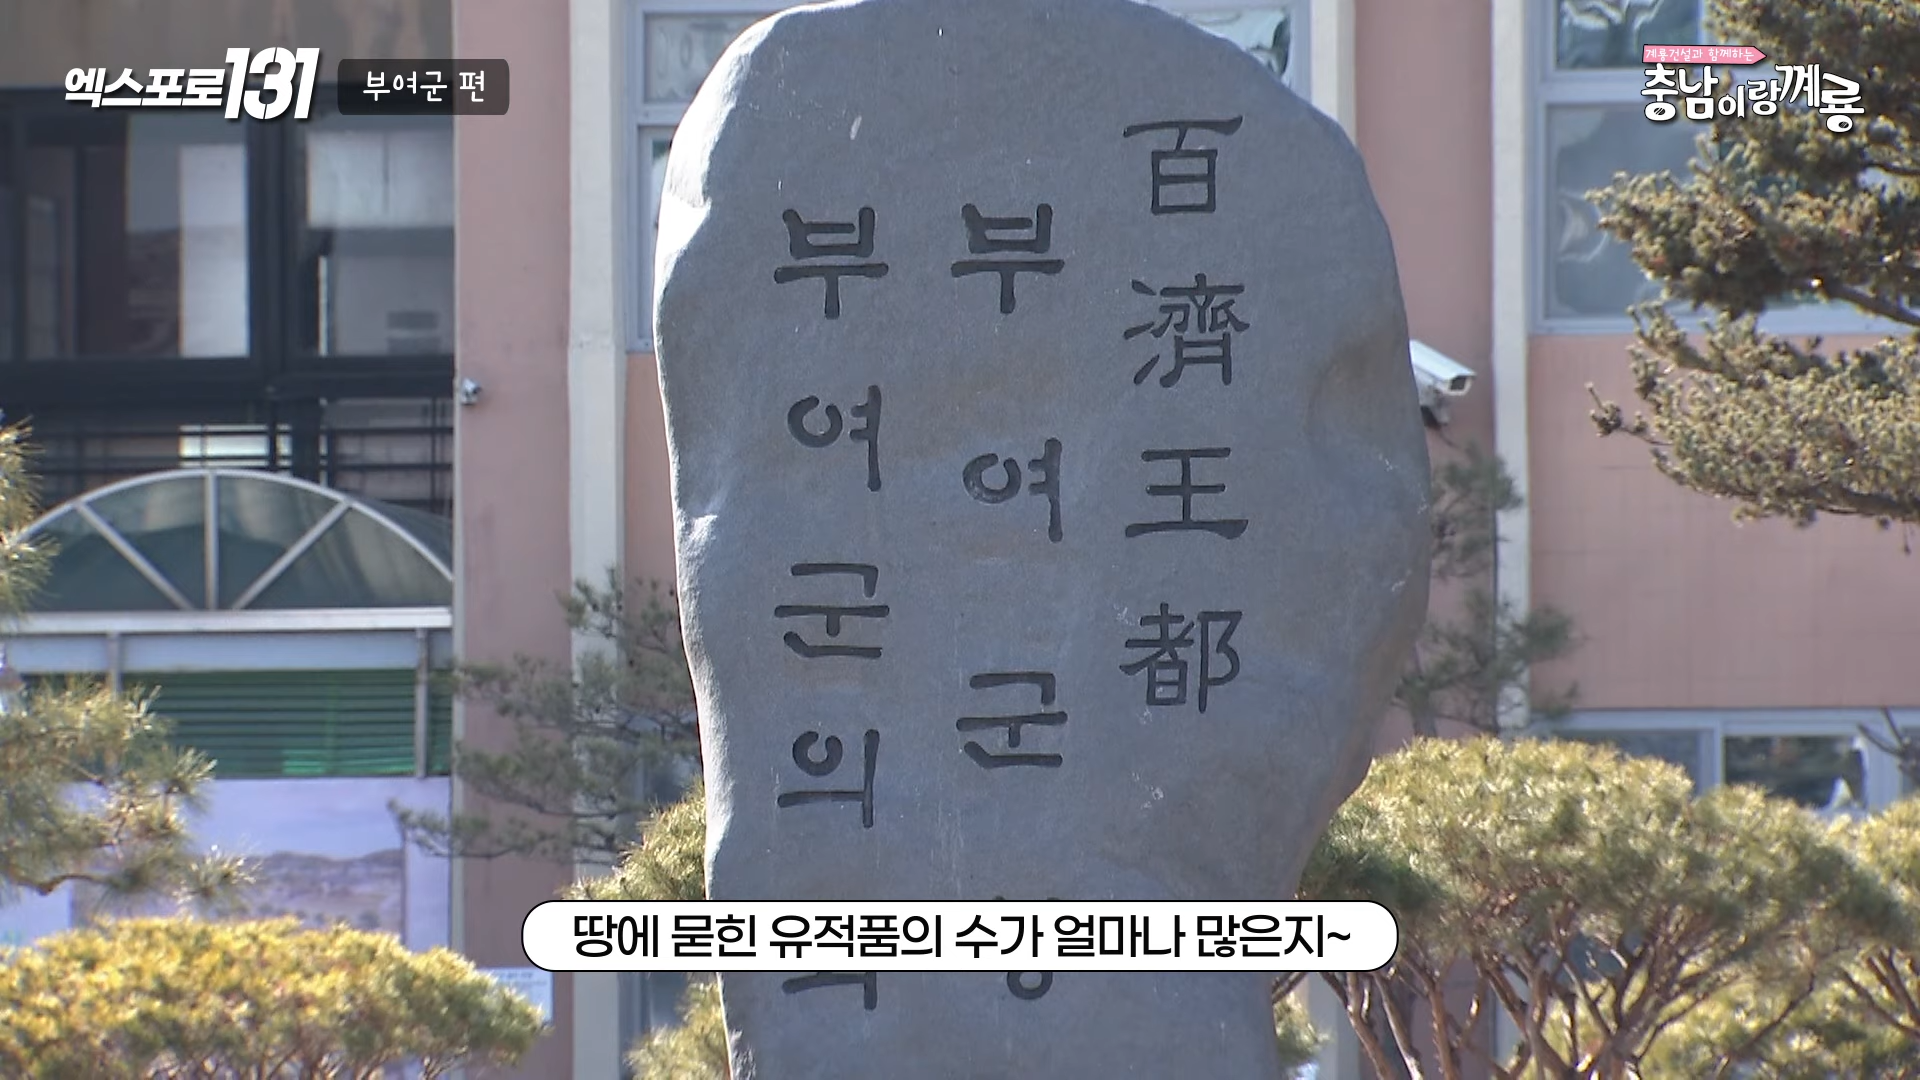 엑스포로131
부여군 편
계룡건설과 함께하는
충남이랑께룡
百濟王都
부여군
부여군의
땅에 묻힌 유적품의 수가 얼마나 많은지~